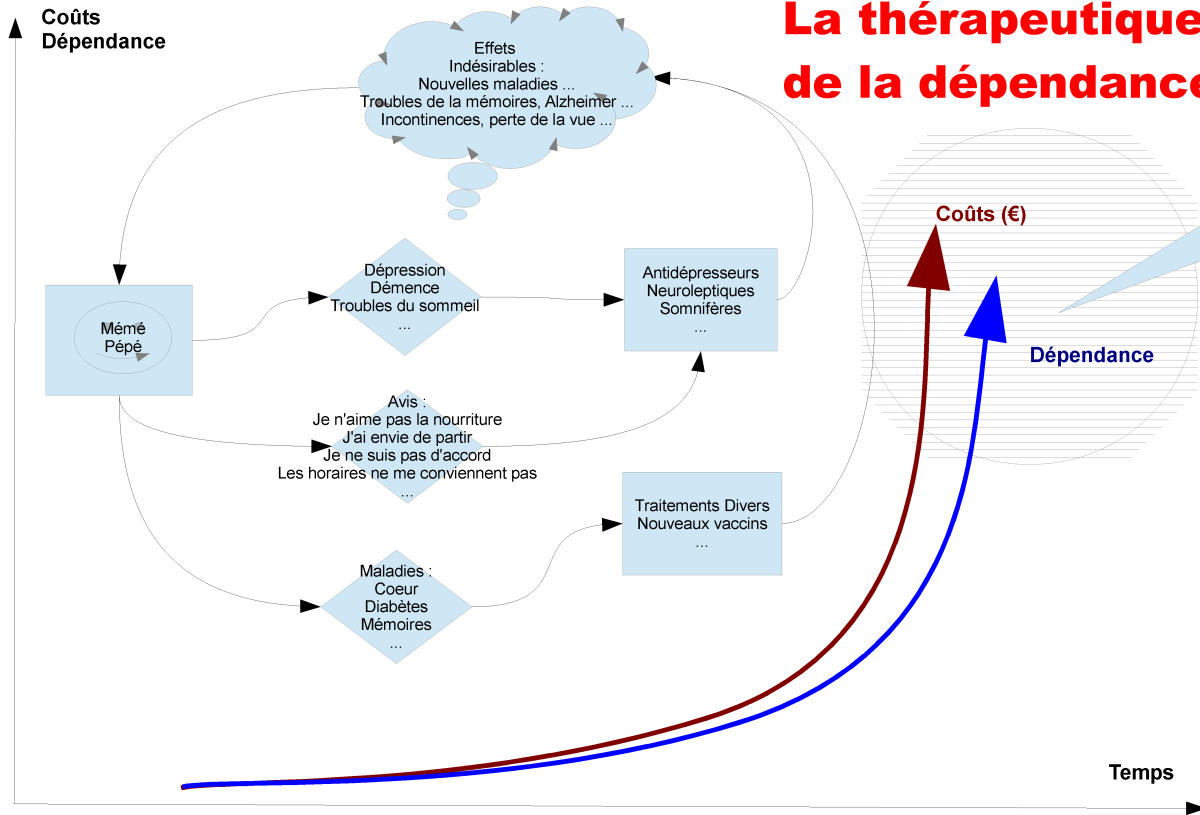 Coûts
Dépendance
La thérapeutique
de la dépendance
Effets
Indésirables :
Nouvelles maladies ...
Troubles de la mémoires, Alzheimer ...
Incontinences, perte de la vue ...
Coûts (€)
Dépression
Démence
Troubles du sommeil
...
Antidépresseurs
Neuroleptiques
Somnifères
...
Mémé
Pépé
Dépendance
Avis :
Je n'aime pas la nourriture
J'ai envie de partir
Je ne suis pas d'accord
Les horaires ne me conviennent pas
...
Traitements Divers
Nouveaux vaccins
...
Maladies :
Coeur
Diabètes
Mémoires
...
Temps